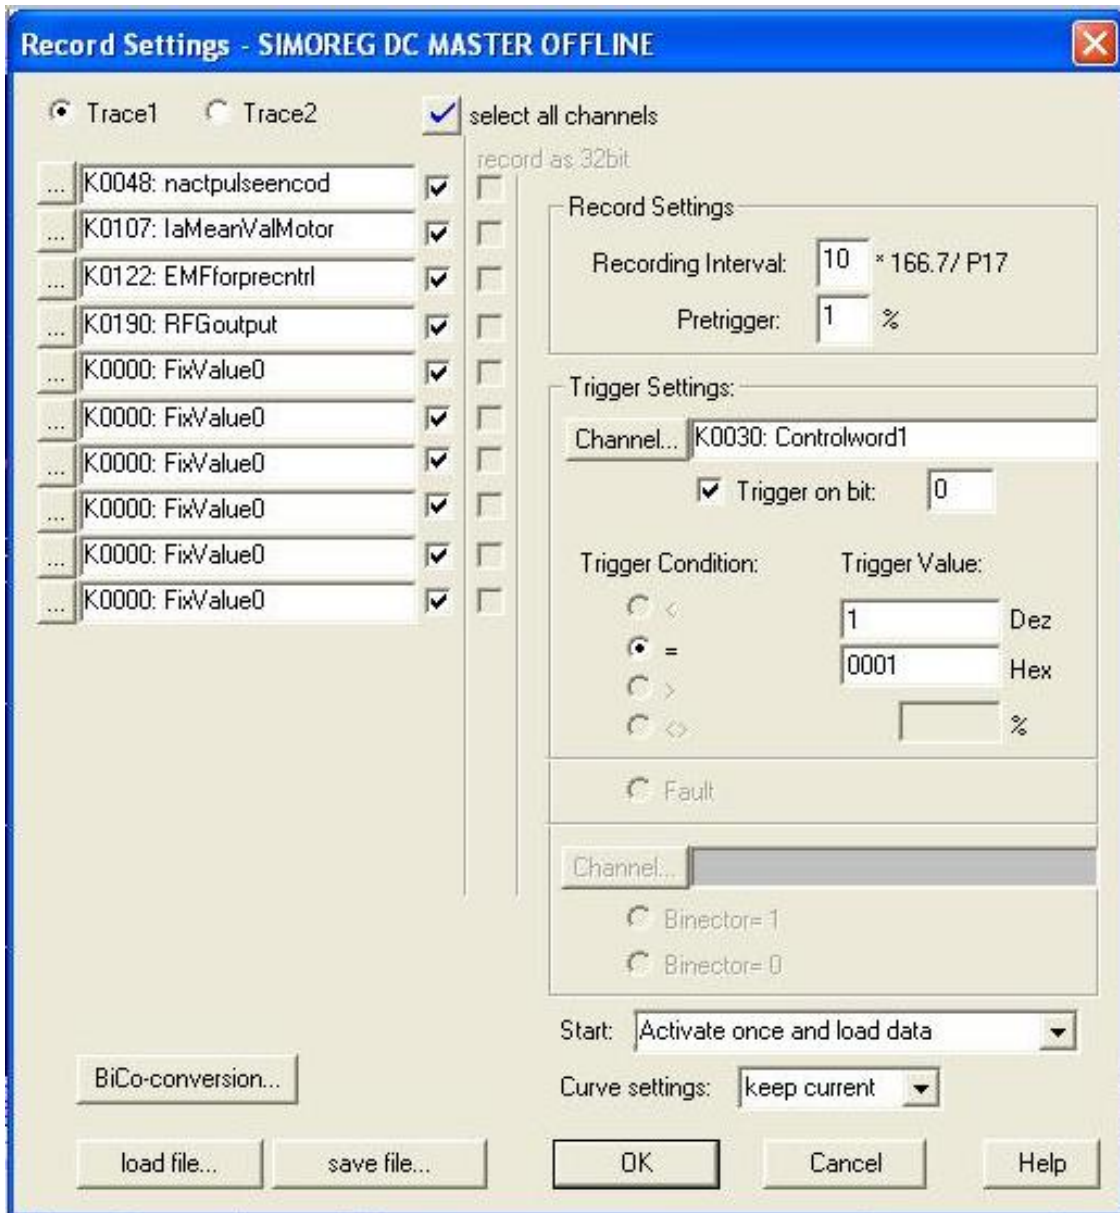 Record Settings - SIMOREG DC MASTER OFFLINE
Trace1 Trace2 select all channels
record as 32bit
... K0048: nactpulseencod
... K0107: IaMeanValMotor
... K0122: EMFforprecntrl
... K0190: RFGoutput
... K0000: FixValue0
... K0000: FixValue0
... K0000: FixValue0
... K0000: FixValue0
... K0000: FixValue0
... K0000: FixValue0
Record Settings
Recording Interval: 10 * 166.7/ P17
Pretrigger: 1 %
Trigger Settings:
Channel... K0030: Controlword1
Trigger on bit: 0
Trigger Condition: Trigger Value:
<
=
>
<>
1 Dez
0001 Hex
%
Fault
Channel...
Binector= 1
Binector= 0
Start: Activate once and load data
Curve settings: keep current
BiCo-conversion...
load file... save file... OK Cancel Help